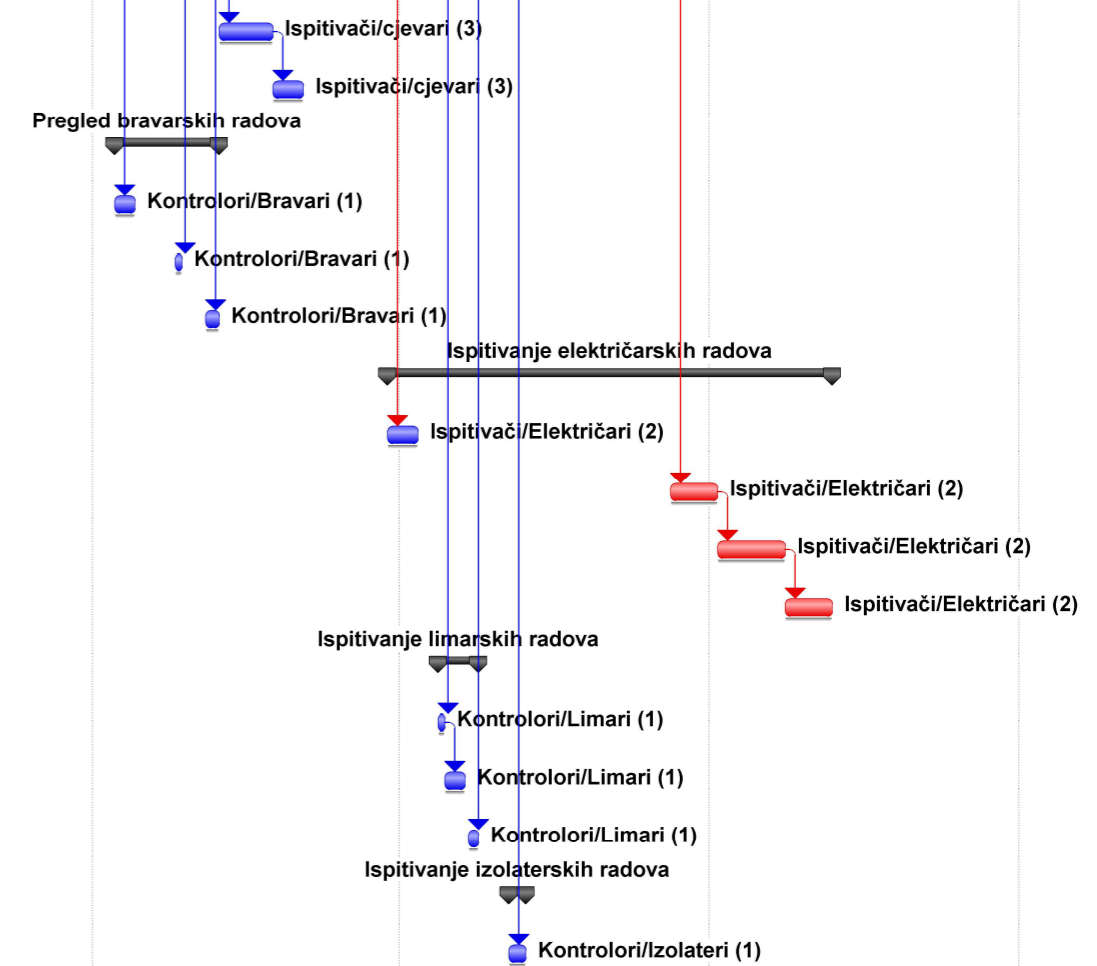 Ispitivači/cjevari (3)
Ispitivači/cjevari (3)
Pregled bravarskih radova
Kontrolori/Bravari (1)
Kontrolori/Bravari (1)
Kontrolori/Bravari (1)
Ispitivanje električarskih radova
Ispitivači/Električari (2)
Ispitivači/Električari (2)
Ispitivači/Električari (2)
Ispitivači/Električari (2)
Ispitivanje limarskih radova
Kontrolori/Limari (1)
Kontrolori/Limari (1)
Kontrolori/Limari (1)
Ispitivanje izolaterskih radova
Kontrolori/Izolateri (1)